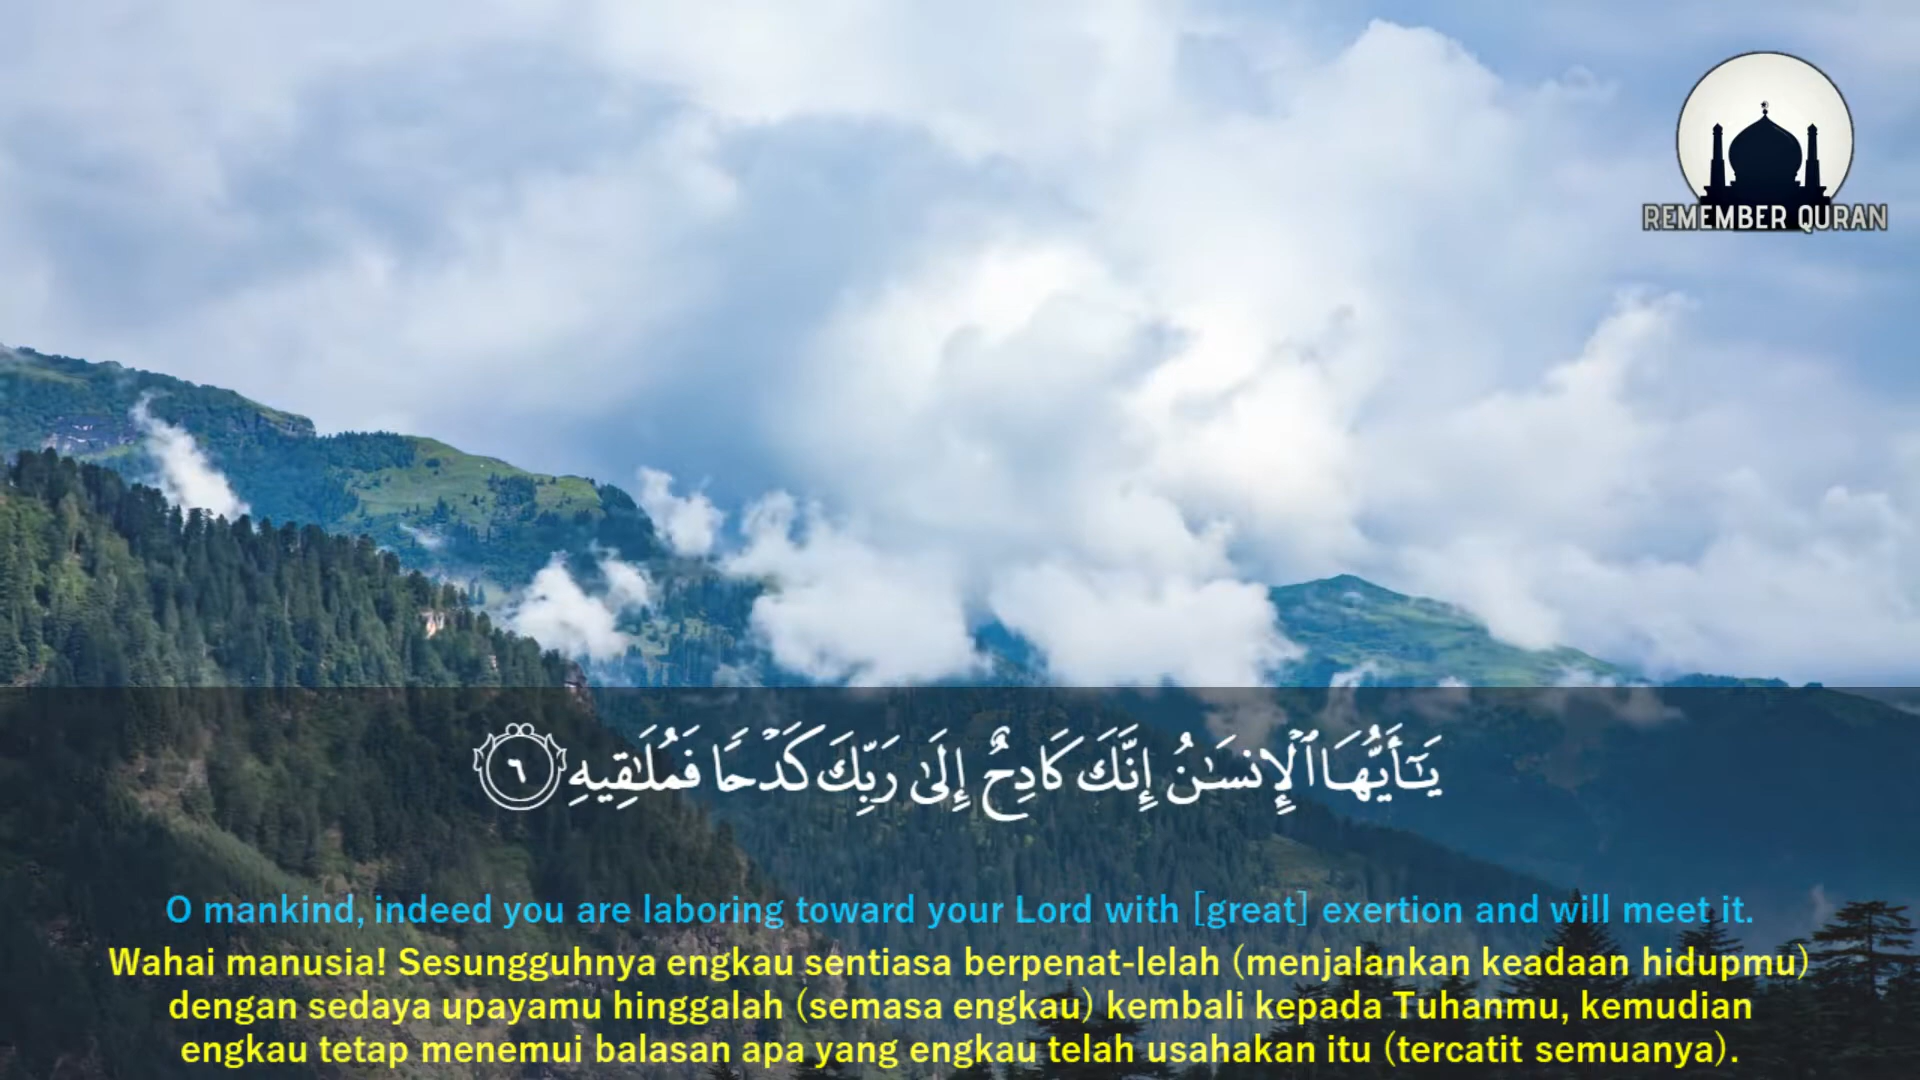 REMEMBER QURAN
يَـٰٓأَيُّهَا ٱلْإِنسَـٰنُ إِنَّكَ كَادِحٌ إِلَىٰ رَبِّكَ كَدْحًا فَمُلَـٰقِيهِ ٦
O mankind, indeed you are laboring toward your Lord with [great] exertion and will meet it.
Wahai manusia! Sesungguhnya engkau sentiasa berpenat-lelah (menjalankan keadaan hidupmu)
dengan sedaya upayamu hinggalah (semasa engkau) kembali kepada Tuhanmu, kemudian
engkau tetap menemui balasan apa yang engkau telah usahakan itu (tercatit semuanya).